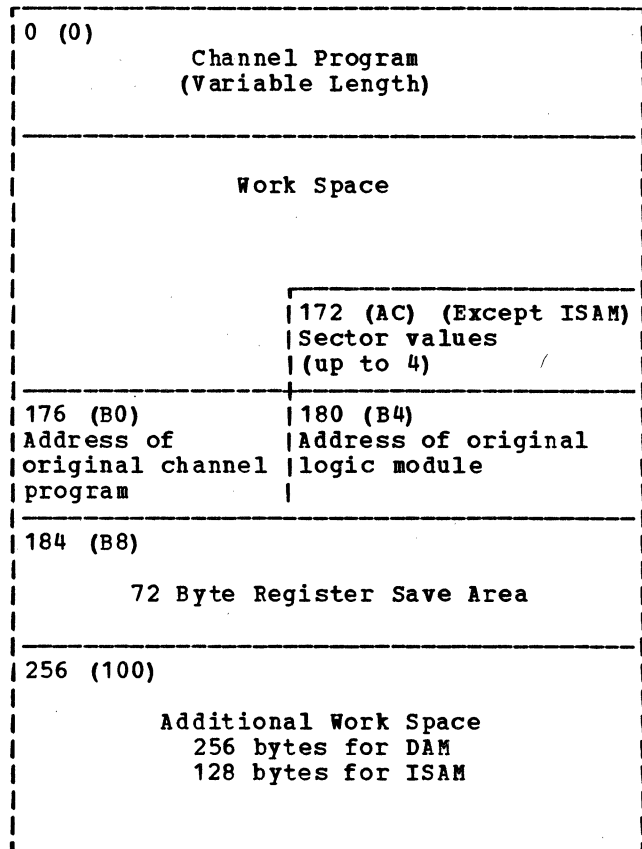 0 (0)
Channel Program
(Variable Length)
Work Space
172 (AC) (Except ISAM)
Sector values
(up to 4)
176 (B0)
Address of
original channel
program
180 (B4)
Address of original
logic module
184 (B8)
72 Byte Register Save Area
256 (100)
Additional Work Space
256 bytes for DAM
128 bytes for ISAM